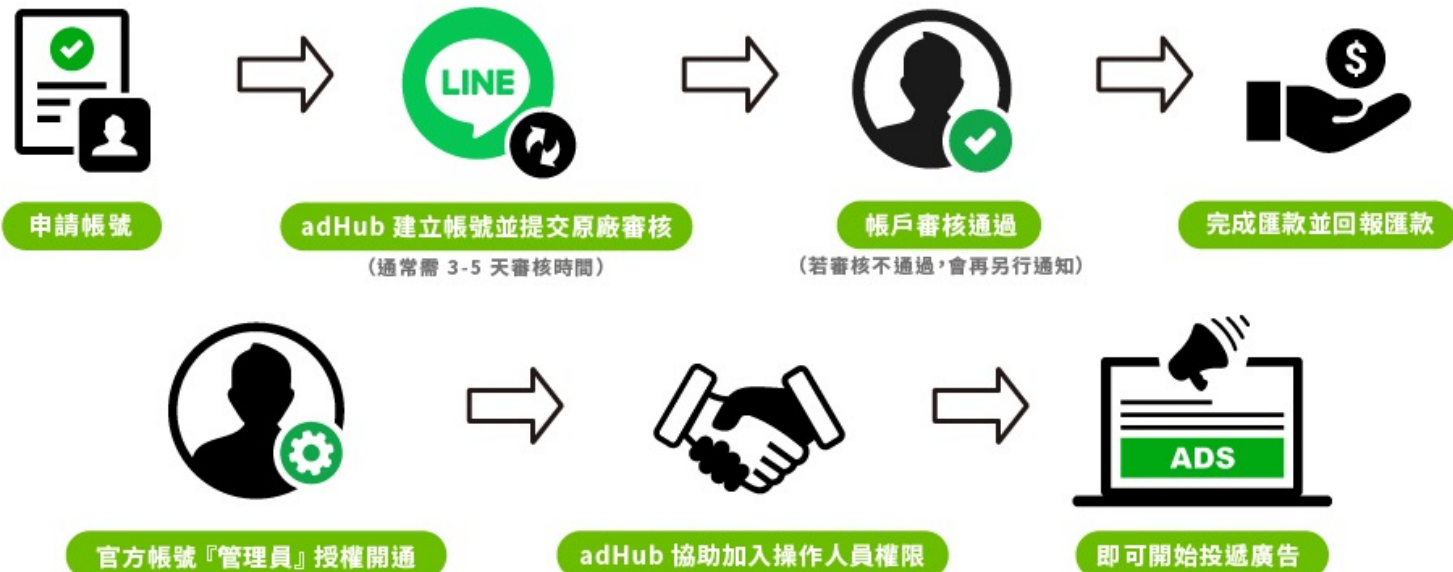 LINE
$
申請帳號
adHub 建立帳號並提交原廠審核
(通常需 3-5 天審核時間)
帳戶審核通過
(若審核不通過，會再另行通知)
完成匯款並回報匯款
ADS
官方帳號『管理員』授權開通
adHub 協助加入操作人員權限
即可開始投遞廣告